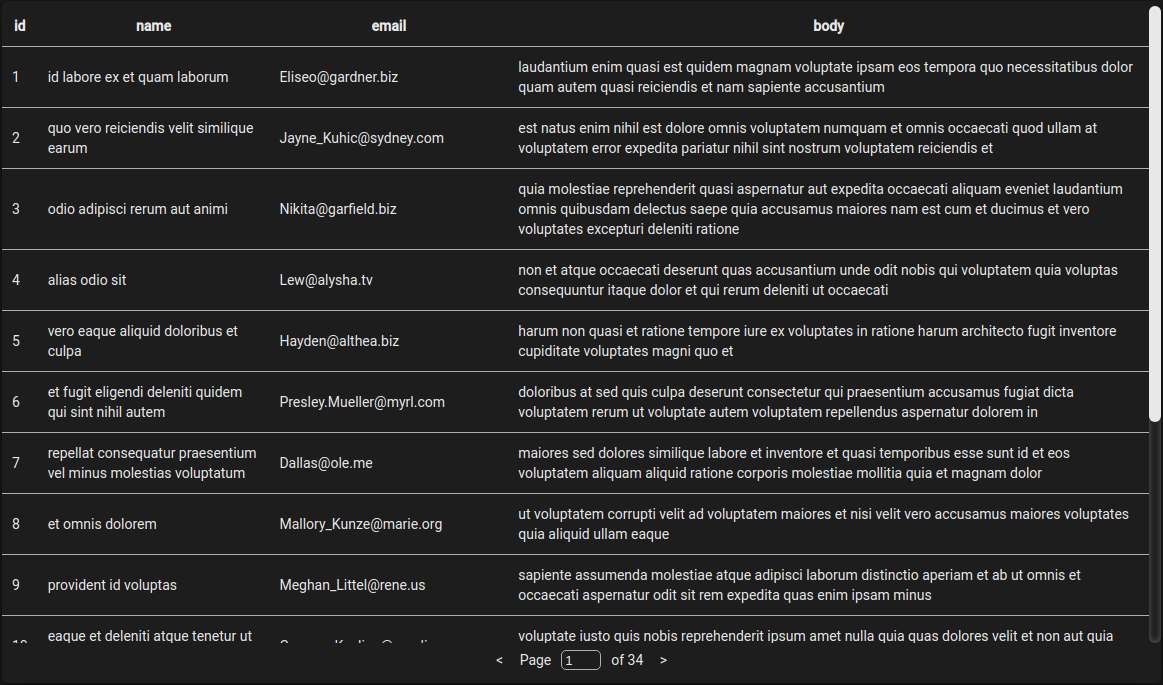 id name email body
1 id labore ex et quam laborum Eliseo@gardner.biz laudantium enim quasi est quidem magnam voluptate ipsam eos tempora quo necessitatibus dolor
quam autem quasi reiciendis et nam sapiente accusantium
2 quo vero reiciendis velit similique earum Jayne_Kuhic@sydney.com est natus enim nihil est dolore omnis voluptatem numquam et omnis occaecati quod ullam at
voluptatem error expedita pariatur nihil sint nostrum voluptatem reiciendis et
3 odio adipisci rerum aut animi Nikita@garfield.biz quia molestiae reprehenderit quasi aspernatur aut expedita occaecati aliquam eveniet laudantium
omnis quibusdam delectus saepe quia accusamus maiores nam est cum et ducimus et vero
voluptates excepturi deleniti ratione
4 alias odio sit Lew@alysha.tv non et atque occaecati deserunt quas accusantium unde odit nobis qui voluptatem quia voluptas
consequuntur itaque dolor et qui rerum deleniti ut occaecati
5 vero eaque aliquid doloribus et culpa Hayden@althea.biz harum non quasi et ratione tempore iure ex voluptates in ratione harum architecto fugit inventore
cupiditate voluptates magni quo et
6 et fugit eligendi deleniti quidem qui sint nihil autem Presley.Mueller@myrl.com doloribus at sed quis culpa deserunt consectetur qui praesentium accusamus fugiat dicta
voluptatem rerum ut voluptate autem voluptatem repellendus aspernatur dolorem in
7 repellat consequatur praesentium vel minus molestias voluptatum Dallas@ole.me maiores sed dolores similique labore et inventore et quasi temporibus esse sunt id et eos
voluptatem aliquam aliquid ratione corporis molestiae mollitia quia et magnam dolor
8 et omnis dolorem Mallory_Kunze@marie.org ut voluptatem corrupti velit ad voluptatem maiores et nisi velit vero accusamus maiores voluptates
quia aliquid ullam eaque
9 provident id voluptas Meghan_Littel@rene.us sapiente assumenda molestiae atque adipisci laborum distinctio aperiam et ab ut omnis et
occaecati aspernatur odit sit rem expedita quas enim ipsam minus
eaque et deleniti atque tenetur ut voluptate iusto quis nobis reprehenderit ipsum amet nulla quia quas dolores velit et non aut quia
< Page 1 of 34 >